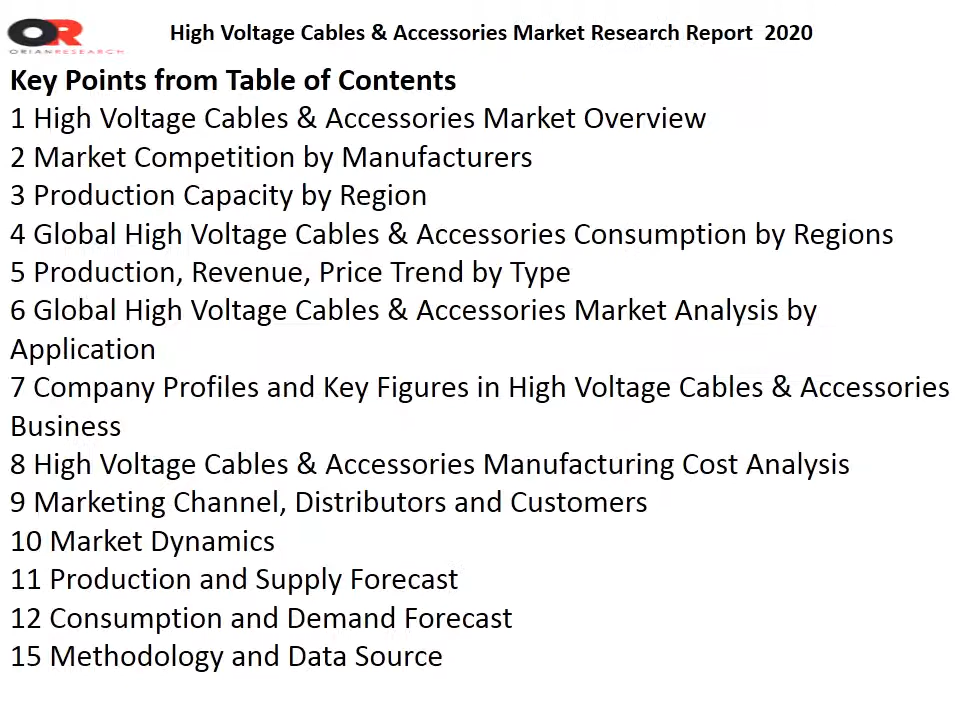 OR
ORIANRESEARCH
High Voltage Cables & Accessories Market Research Report 2020
Key Points from Table of Contents
1 High Voltage Cables & Accessories Market Overview
2 Market Competition by Manufacturers
3 Production Capacity by Region
4 Global High Voltage Cables & Accessories Consumption by Regions
5 Production, Revenue, Price Trend by Type
6 Global High Voltage Cables & Accessories Market Analysis by
Application
7 Company Profiles and Key Figures in High Voltage Cables & Accessories
Business
8 High Voltage Cables & Accessories Manufacturing Cost Analysis
9 Marketing Channel, Distributors and Customers
10 Market Dynamics
11 Production and Supply Forecast
12 Consumption and Demand Forecast
15 Methodology and Data Source